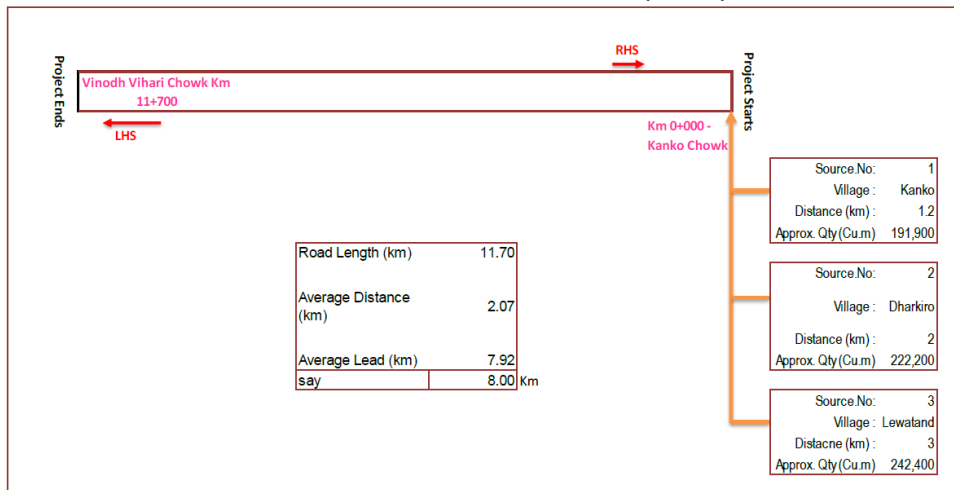 RHS
Project Ends
Vinodh Vihari Chowk Km
11+700
Project Starts
LHS
Km 0+000 -
Kanko Chowk
Source.No: 1
Village : Kanko
Distance (km) : 1.2
Approx. Qty (Cu.m) 191,900
Road Length (km) 11.70
Average Distance
(km) 2.07
Average Lead (km) 7.92
say 8.00 Km
Source.No: 2
Village : Dharkiro
Distance (km) : 2
Approx. Qty (Cu.m) 222,200
Source.No: 3
Village : Lewatand
Distacne (km) : 3
Approx. Qty (Cu.m) 242,400